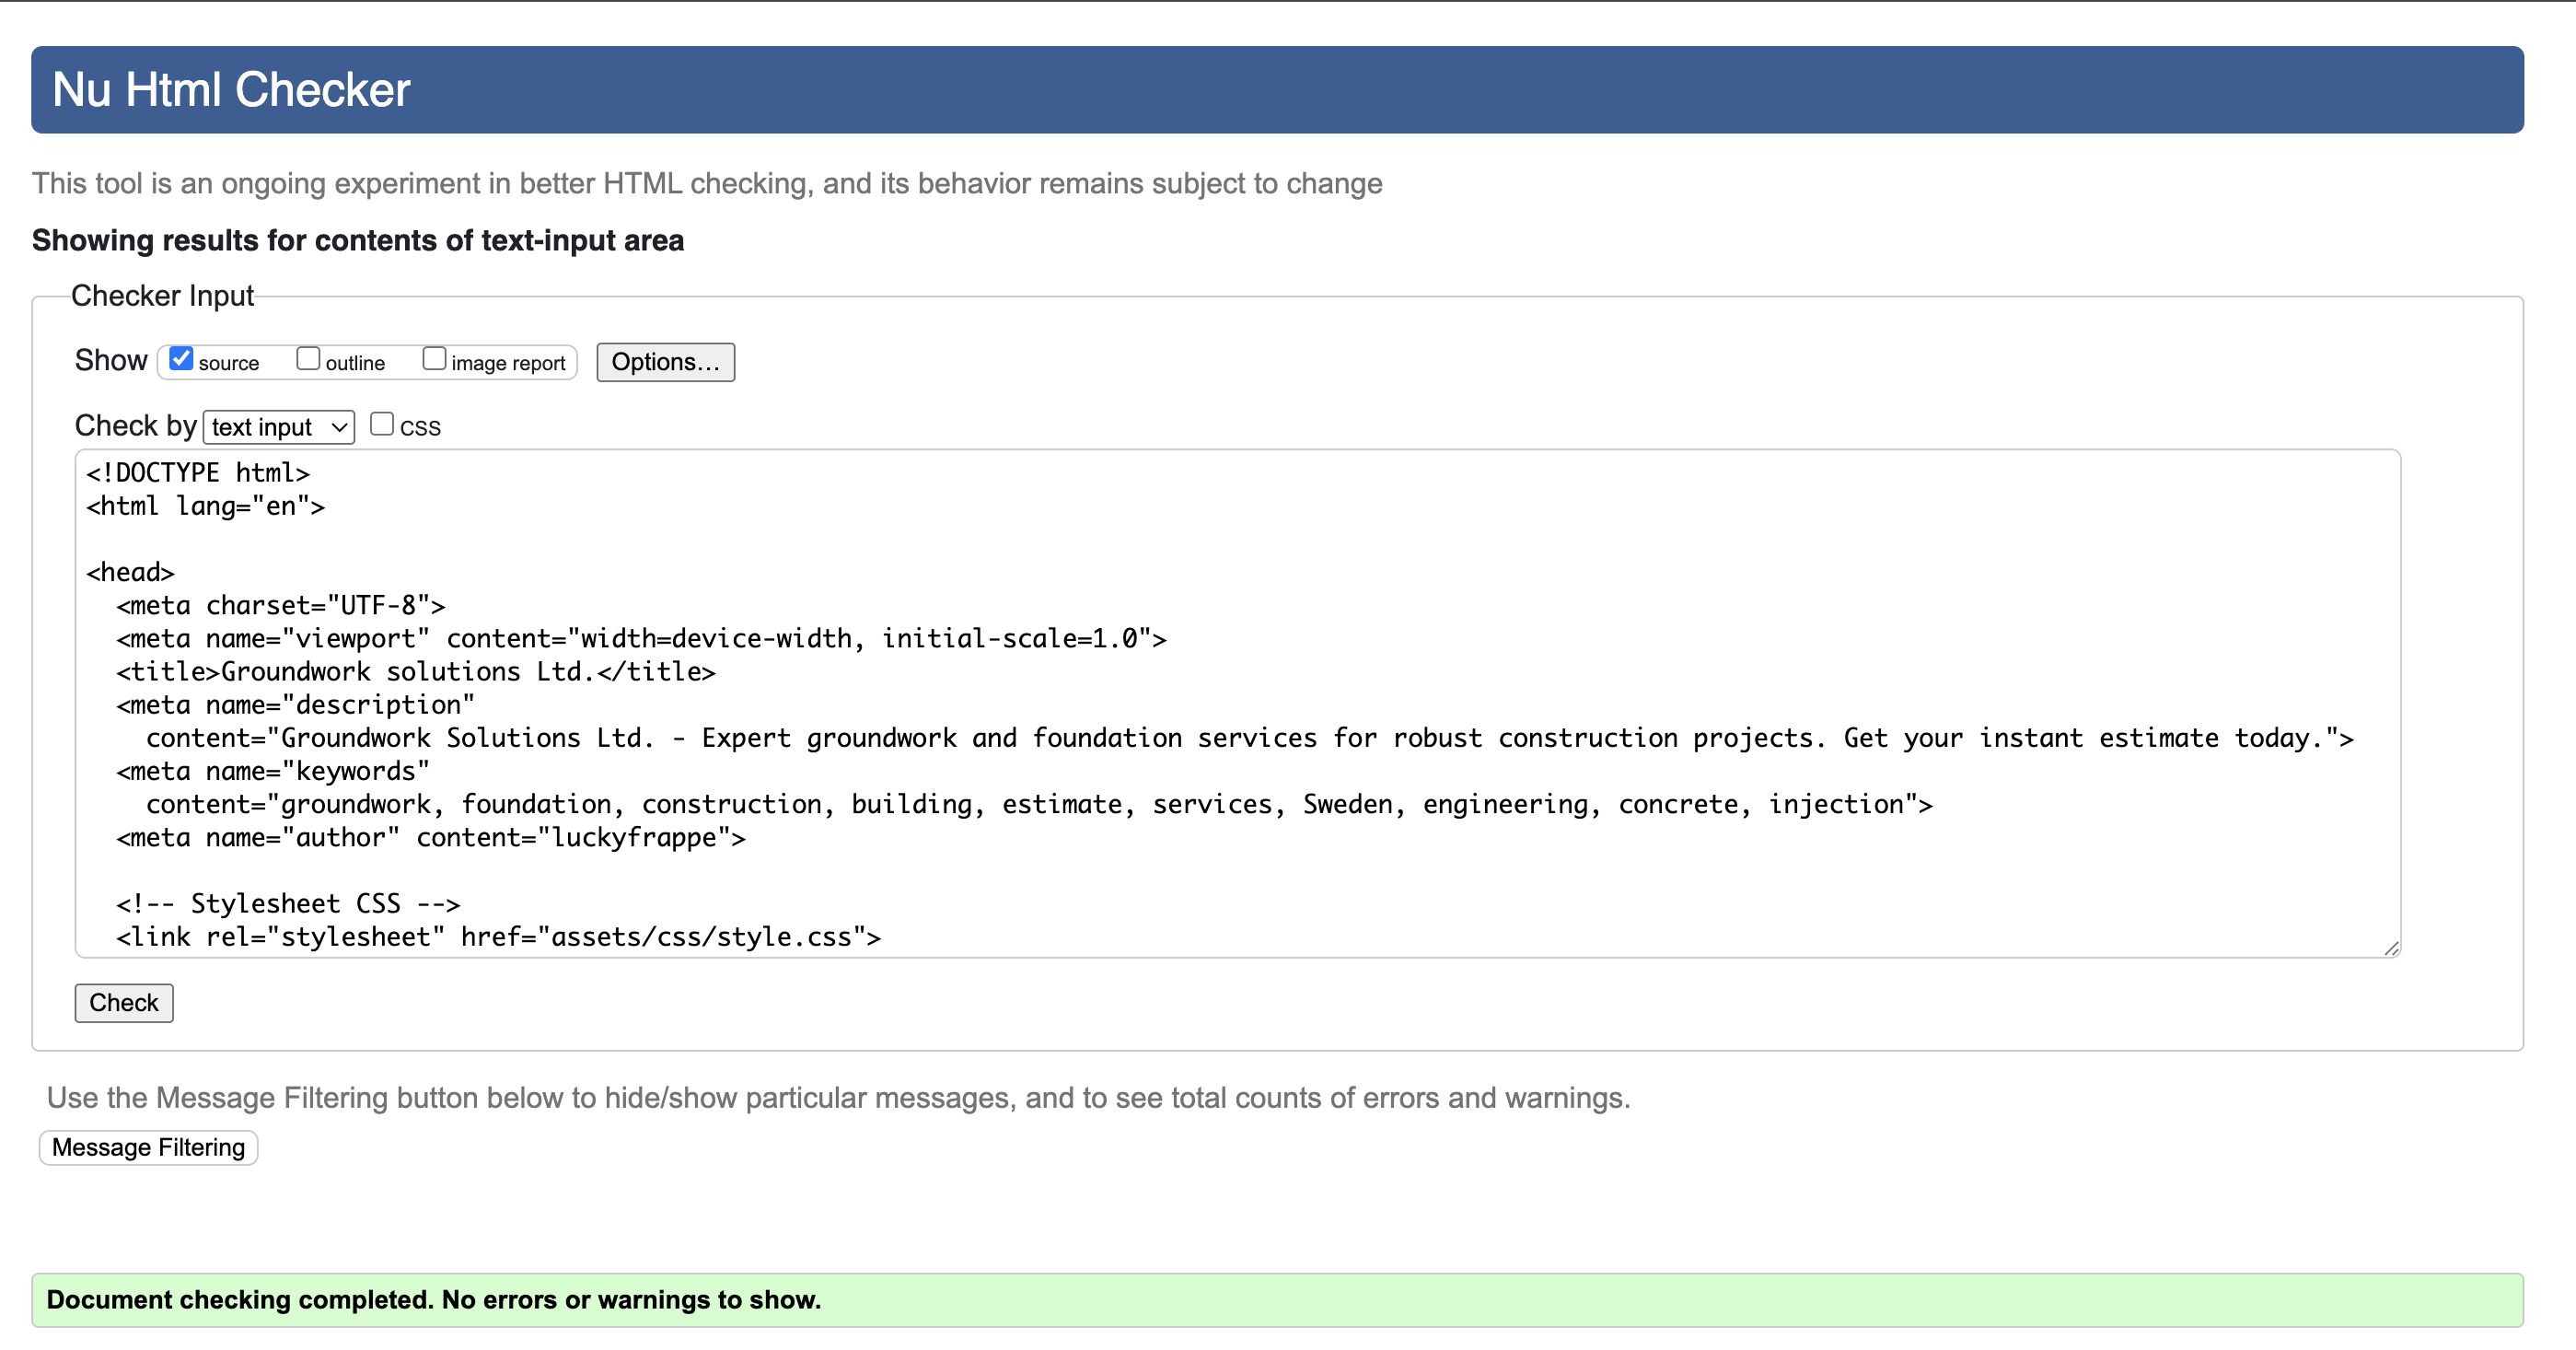 Nu Html Checker
This tool is an ongoing experiment in better HTML checking, and its behavior remains subject to change
Showing results for contents of text-input area
Checker Input
Show source outline image report Options...
Check by text input CSS
<!DOCTYPE html>
<html lang="en">
<head>
<meta charset="UTF-8">
<meta name="viewport" content="width=device-width, initial-scale=1.0">
<title>Groundwork solutions Ltd.</title>
<meta name="description"
content="Groundwork Solutions Ltd. - Expert groundwork and foundation services for robust construction projects. Get your instant estimate today.">
<meta name="keywords"
content="groundwork, foundation, construction, building, estimate, services, Sweden, engineering, concrete, injection">
<meta name="author" content="luckyfrappe">
<!-- Stylesheet CSS -->
<link rel="stylesheet" href="assets/css/style.css">
Check
Use the Message Filtering button below to hide/show particular messages, and to see total counts of errors and warnings.
Message Filtering
Document checking completed. No errors or warnings to show.